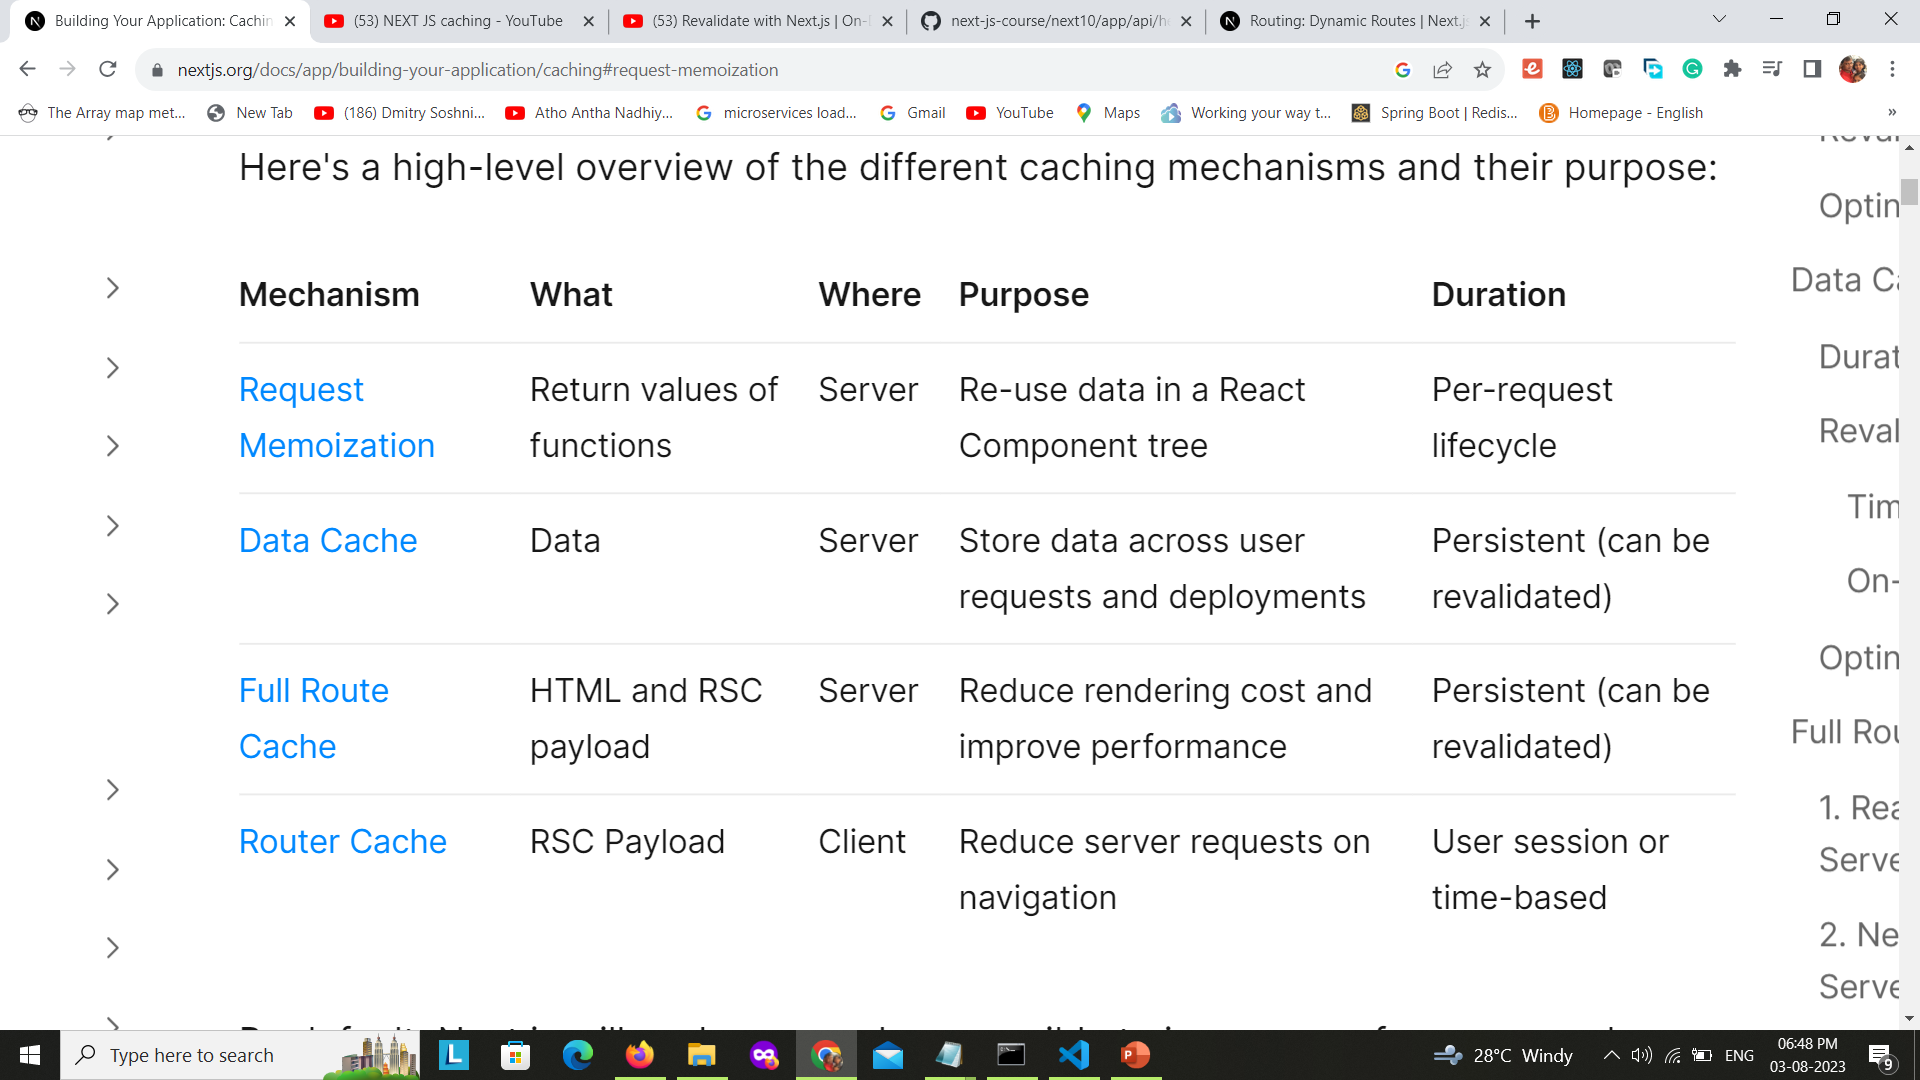 Building Your Application: Cachin
(53) NEXT JS caching - YouTube
(53) Revalidate with Next.js | On-D
next-js-course/next10/app/api/he
Routing: Dynamic Routes | Next.js
nextjs.org/docs/app/building-your-application/caching#request-memoization
The Array map met...
New Tab
(186) Dmitry Soshni...
Atho Antha Nadhiy...
microservices load...
Gmail
YouTube
Maps
Working your way t...
Spring Boot | Redis...
Homepage - English
»
Here's a high-level overview of the different caching mechanisms and their purpose:
Mechanism What Where Purpose Duration
Request Memoization
Return values of functions
Server
Re-use data in a React Component tree
Per-request lifecycle
Data Cache
Data
Server
Store data across user requests and deployments
Persistent (can be revalidated)
Full Route Cache
HTML and RSC payload
Server
Reduce rendering cost and improve performance
Persistent (can be revalidated)
Router Cache
RSC Payload
Client
Reduce server requests on navigation
User session or time-based
Optin
Data Ca
Durat
Reval
Tim
On-
Optin
Full Rou
1. Rea
Serve
2. Ne
Serve
Type here to search
28°C Windy
ENG
06:48 PM
03-08-2023
9